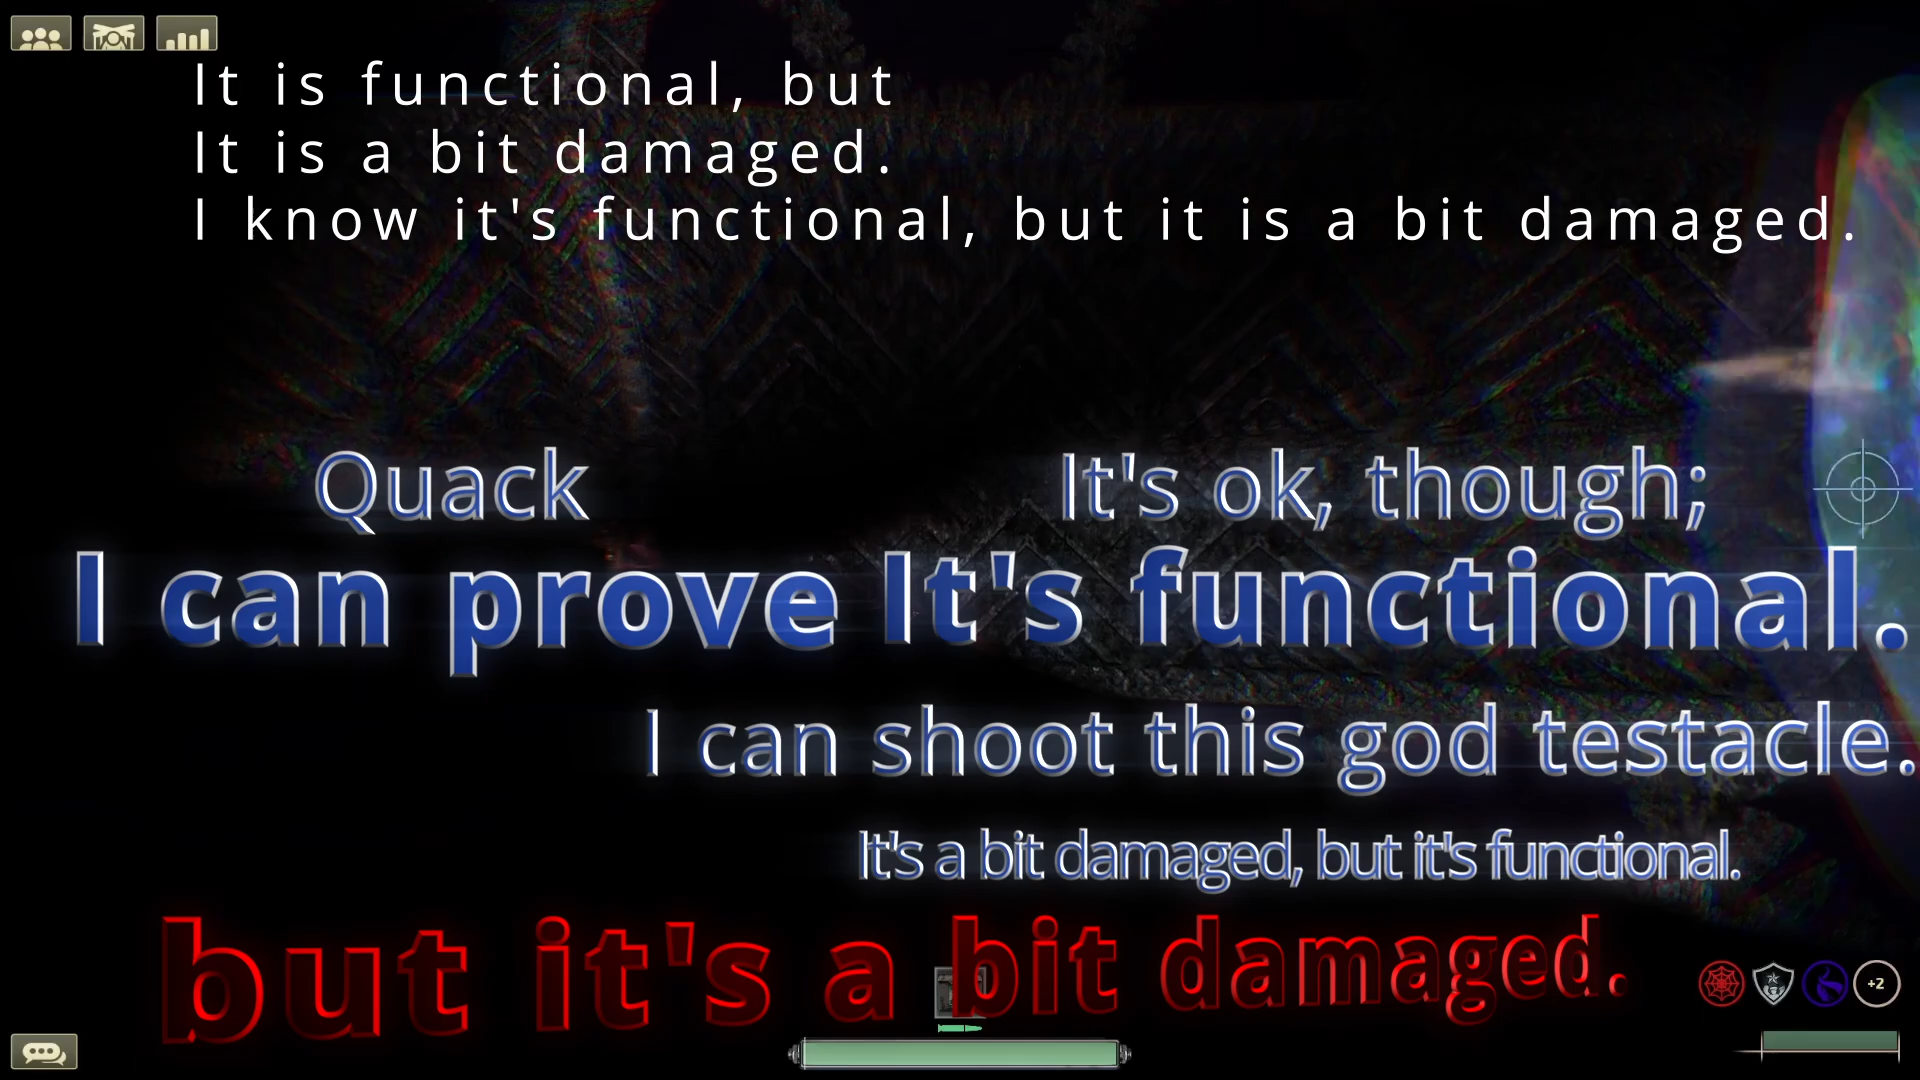 It is functional, but
It is a bit damaged.
I know it's functional, but it is a bit damaged.
Quack
It's ok, though;
I can prove It's functional.
I can shoot this god testacle.
It's a bit damaged, but it's functional.
but it's a bit damaged.
+2